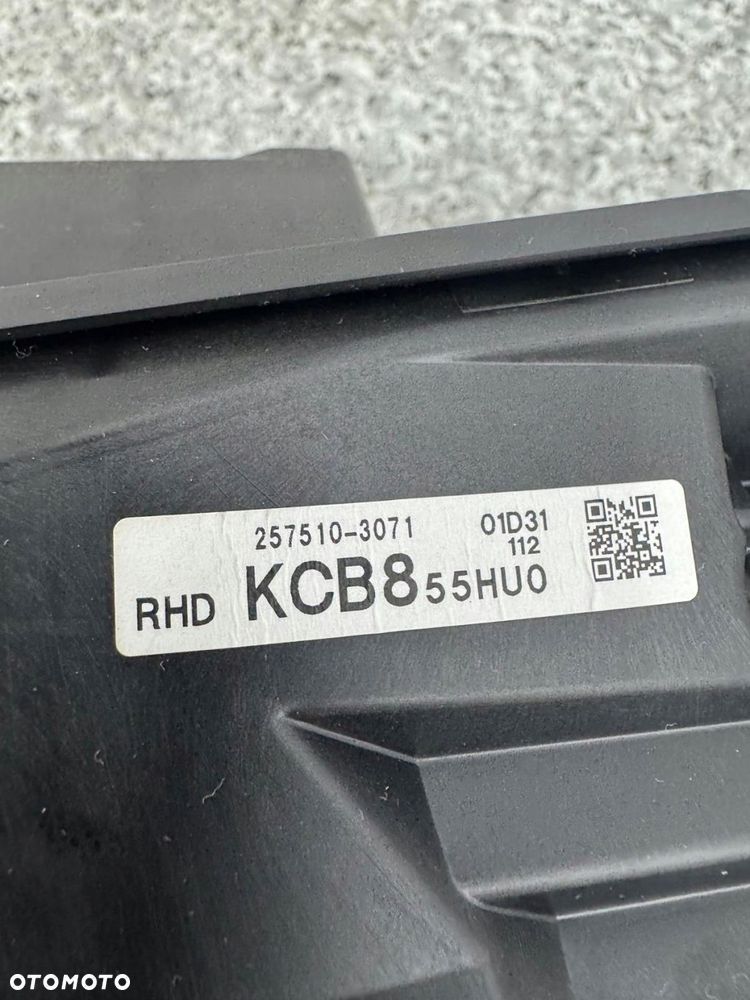 257510-3071 01D31
112
RHD KCB855HU0
OTOMOTO